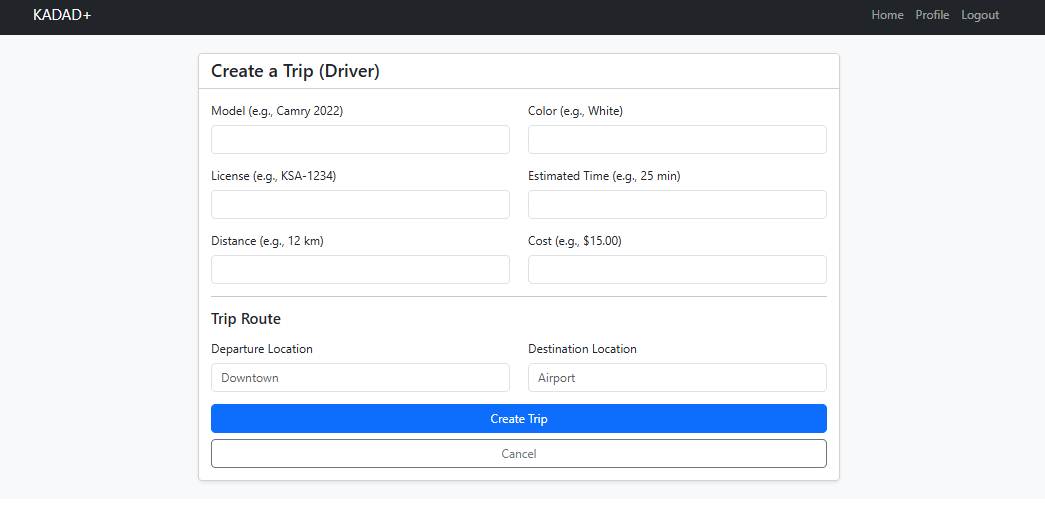 KADAD+
Home Profile Logout
Create a Trip (Driver)
Model (e.g., Camry 2022) Color (e.g., White)
License (e.g., KSA-1234) Estimated Time (e.g., 25 min)
Distance (e.g., 12 km) Cost (e.g., $15.00)
Trip Route
Departure Location Destination Location
Downtown Airport
Create Trip
Cancel